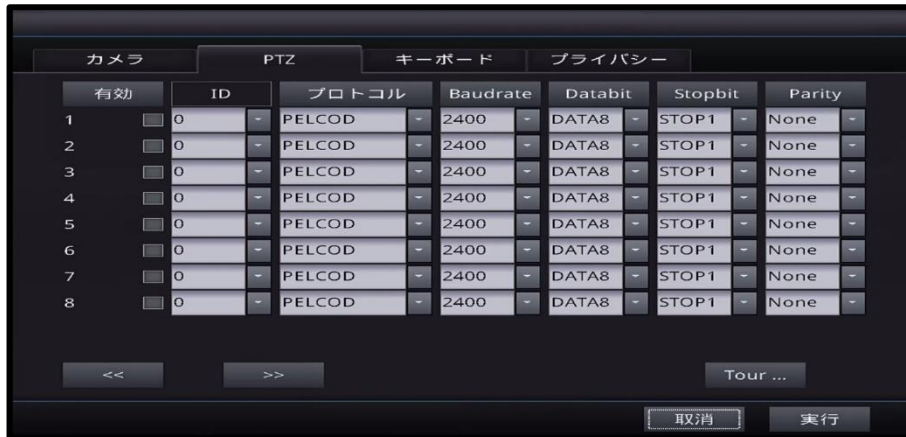 カメラ PTZ キーボード プライバシー
有効 ID プロトコル Baudrate Databit Stopbit Parity
1 0 PELCOD 2400 DATA8 STOP1 None
2 0 PELCOD 2400 DATA8 STOP1 None
3 0 PELCOD 2400 DATA8 STOP1 None
4 0 PELCOD 2400 DATA8 STOP1 None
5 0 PELCOD 2400 DATA8 STOP1 None
6 0 PELCOD 2400 DATA8 STOP1 None
7 0 PELCOD 2400 DATA8 STOP1 None
8 0 PELCOD 2400 DATA8 STOP1 None
<< >> Tour ...
取消 実行